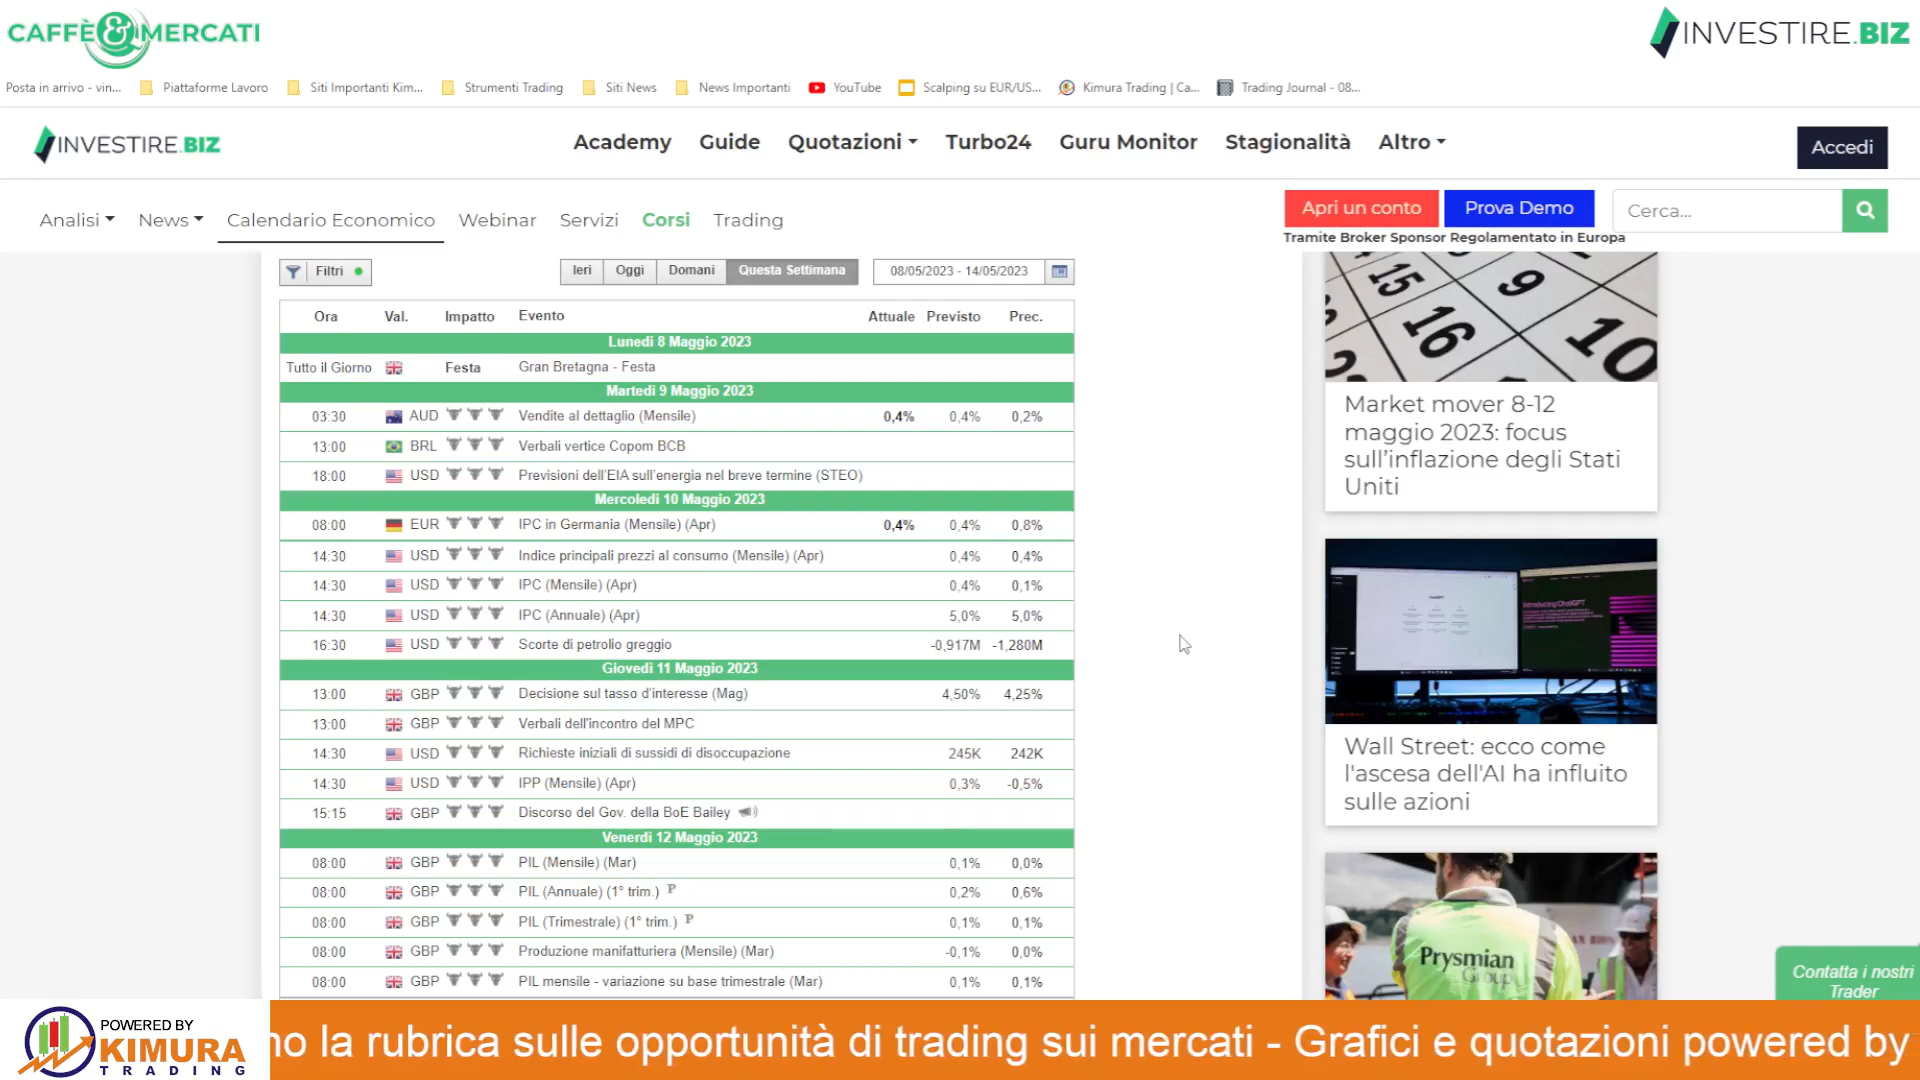 CAFFÈ&MERCATI
INVESTIRE.BIZ
Posta in arrivo - vin...
Piattaforme Lavoro
Siti Importanti Kim...
Strumenti Trading
Siti News
News Importanti
YouTube
Scalping su EUR/US...
Kimura Trading | Ca...
Trading Journal - 08...
INVESTIRE.BIZ
Academy
Guide
Quotazioni
Turbo24
Guru Monitor
Stagionalità
Altro
Accedi
Analisi
News
Calendario Economico
Webinar
Servizi
Corsi
Trading
Apri un conto
Prova Demo
Cerca...
Tramite Broker Sponsor Regolamentato in Europa
Filtri
Ieri
Oggi
Domani
Questa Settimana
08/05/2023 - 14/05/2023
Ora Val. Impatto Evento Attuale Previsto Prec.
Lunedì 8 Maggio 2023
Tutto il Giorno Festa Gran Bretagna - Festa
Martedì 9 Maggio 2023
03:30 AUD Vendite al dettaglio (Mensile) 0,4% 0,4% 0,2%
13:00 BRL Verbali vertice Copom BCB
18:00 USD Previsioni dell'EIA sull'energia nel breve termine (STEO)
Mercoledì 10 Maggio 2023
08:00 EUR IPC in Germania (Mensile) (Apr) 0,4% 0,4% 0,8%
14:30 USD Indice principali prezzi al consumo (Mensile) (Apr) 0,4% 0,4%
14:30 USD IPC (Mensile) (Apr) 0,4% 0,1%
14:30 USD IPC (Annuale) (Apr) 5,0% 5,0%
16:30 USD Scorte di petrolio greggio -0,917M -1,280M
Giovedì 11 Maggio 2023
13:00 GBP Decisione sul tasso d'interesse (Mag) 4,50% 4,25%
13:00 GBP Verbali dell'incontro del MPC
14:30 USD Richieste iniziali di sussidi di disoccupazione 245K 242K
14:30 USD IPP (Mensile) (Apr) 0,3% -0,5%
15:15 GBP Discorso del Gov. della BoE Bailey
Venerdì 12 Maggio 2023
08:00 GBP PIL (Mensile) (Mar) 0,1% 0,0%
08:00 GBP PIL (Annuale) (1° trim.) P 0,2% 0,6%
08:00 GBP PIL (Trimestrale) (1° trim.) P 0,1% 0,1%
08:00 GBP Produzione manifatturiera (Mensile) (Mar) -0,1% 0,0%
08:00 GBP PIL mensile - variazione su base trimestrale (Mar) 0,1% 0,1%
15
9
16
10
Market mover 8-12
maggio 2023: focus
sull'inflazione degli Stati
Uniti
Wall Street: ecco come
l'ascesa dell'AI ha influito
sulle azioni
Prysmian
Group
Contatta i nostri
Trader
POWERED BY
KIMURA
TRADING
no la rubrica sulle opportunità di trading sui mercati - Grafici e quotazioni powered by